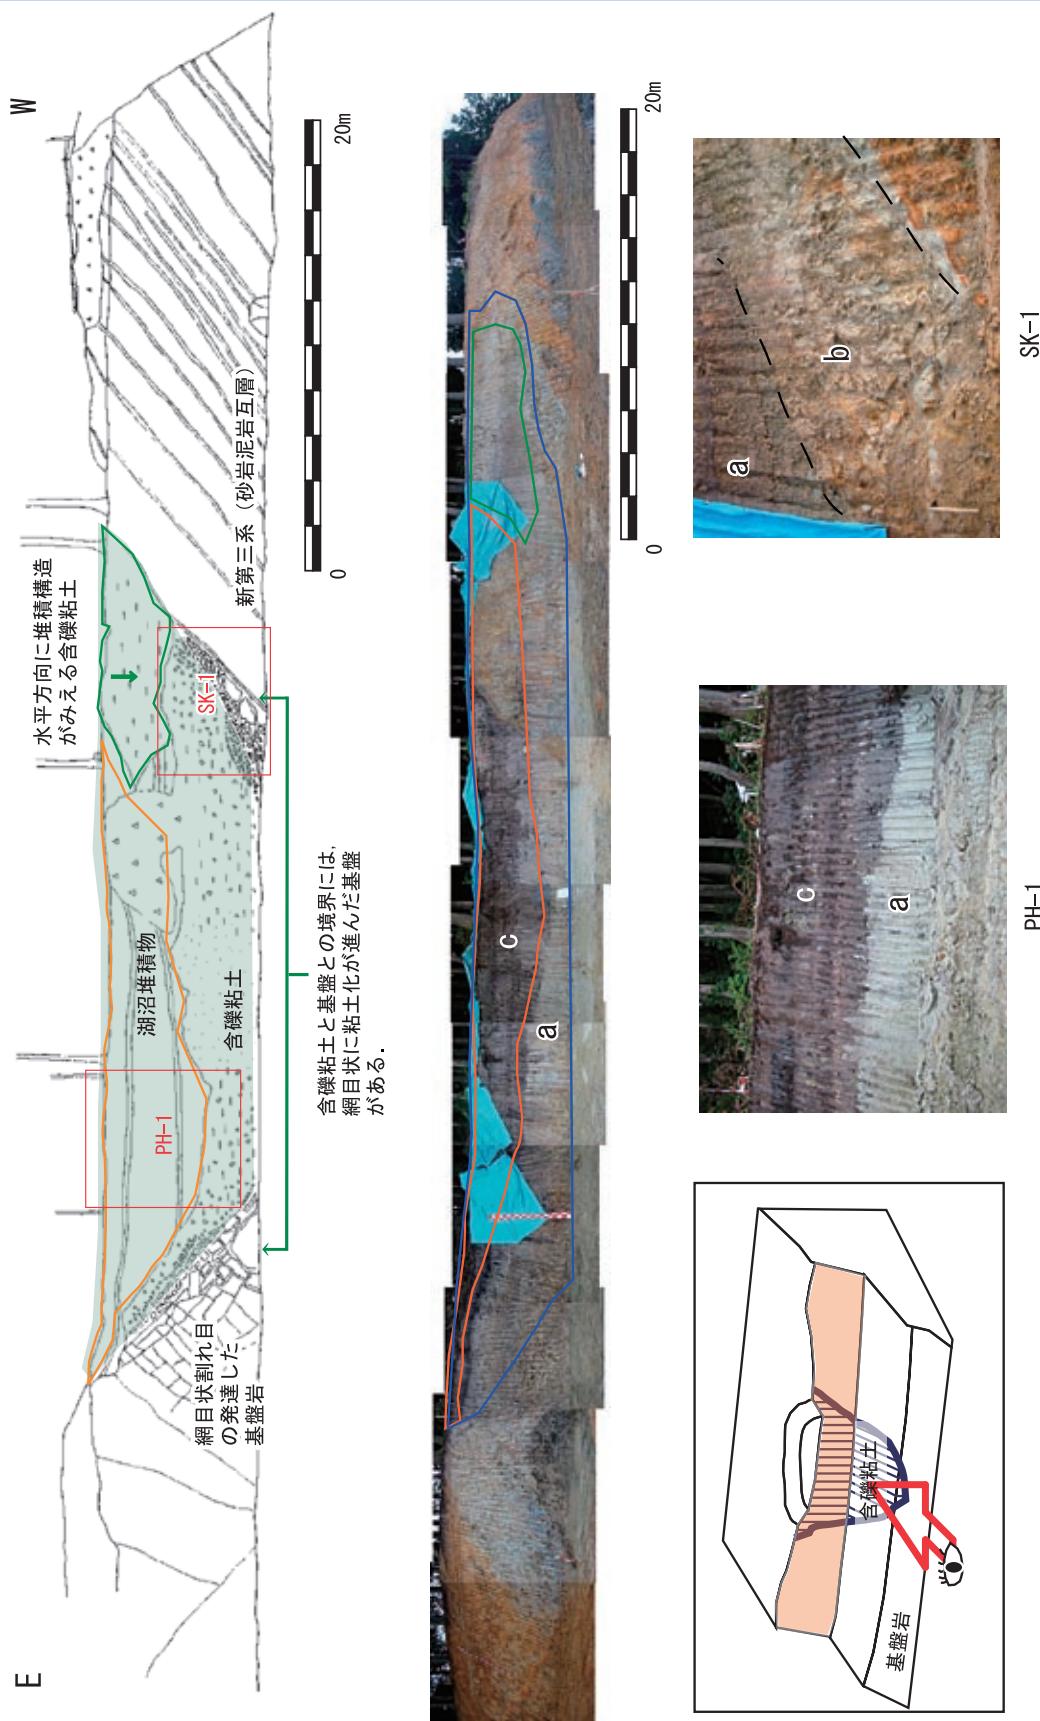 E
W
水平方向に堆積構造
がみえる含礫粘土
SK-1
湖沼堆積物
PH-1
含礫粘土
新第三系（砂岩泥岩互層）
網目状割れ目
の発達した
基盤岩
0
20m
含礫粘土と基盤との境界には,
網目状に粘土化が進んだ基盤
がある.
c
a
0
20m
含礫粘土
基盤岩
c
a
PH-1
a
b
SK-1